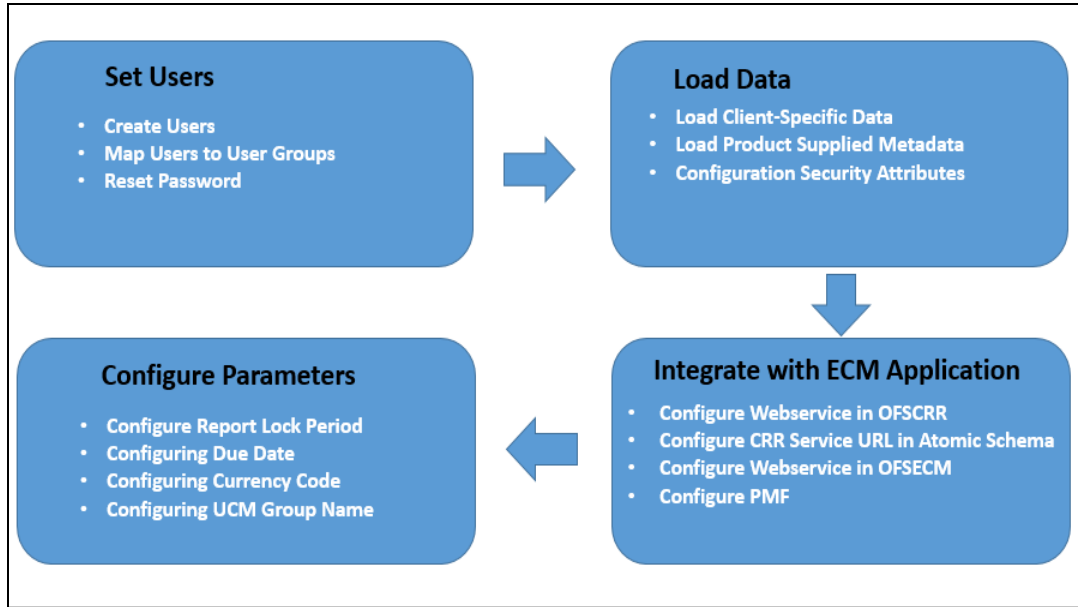 Set Users
• Create Users
• Map Users to User Groups
• Reset Password
Load Data
• Load Client-Specific Data
• Load Product Supplied Metadata
• Configuration Security Attributes
Integrate with ECM Application
• Configure Webservice in OFSCRR
• Configure CRR Service URL in Atomic Schema
• Configure Webservice in OFSECM
• Configure PMF
Configure Parameters
• Configure Report Lock Period
• Configuring Due Date
• Configuring Currency Code
• Configuring UCM Group Name